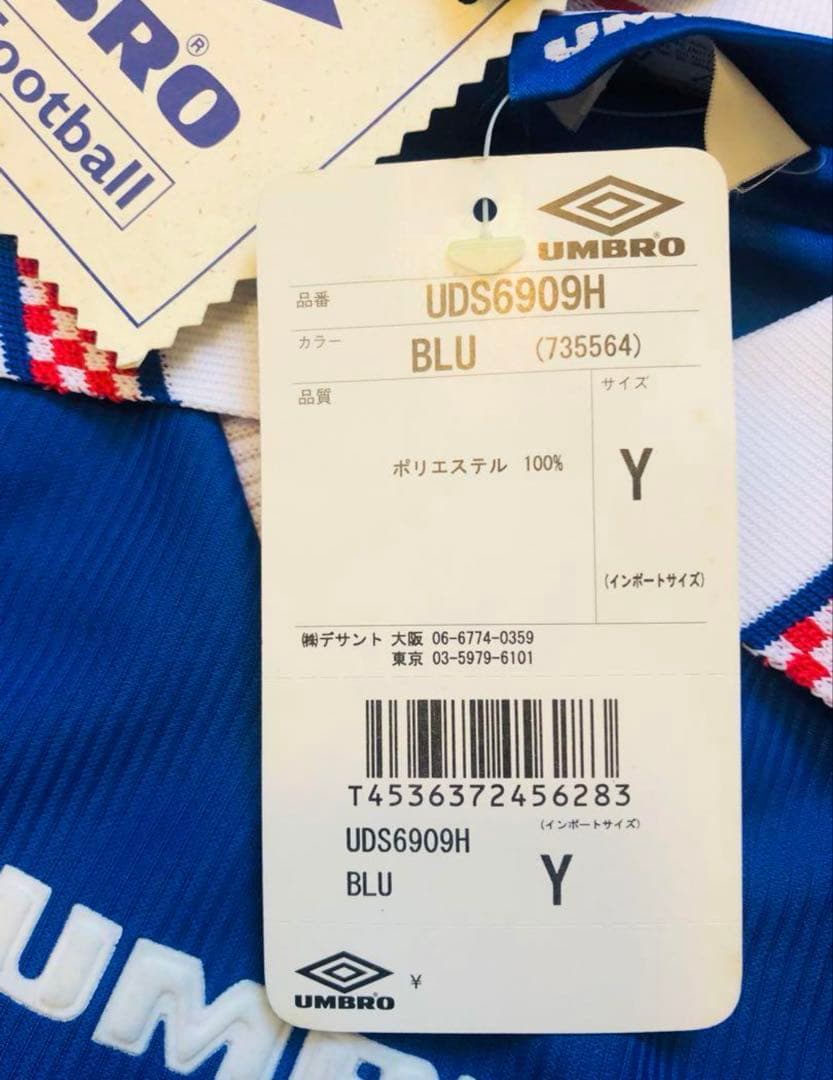 BRO®
Football
UMB
UMBRO
品番 UDS6909H
カラー BLU (735564)
品質
サイズ
ポリエステル 100%
Y
(インポートサイズ)
㈱デサント 大阪 06-6774-0359
東京 03-5979-6101
T4536372456283
(インポートサイズ)
UDS6909H
BLU
Y
UMBRO ¥
UMBR